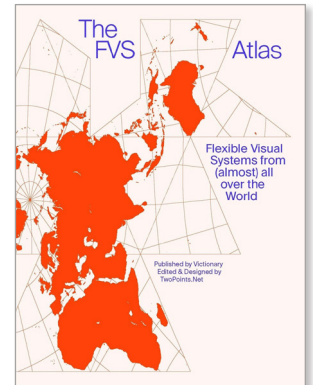 The
FVS Atlas
Flexible Visual
Systems from
(almost) all
over the
World
Published by Victionary
Edited & Designed by
TwoPoints.Net